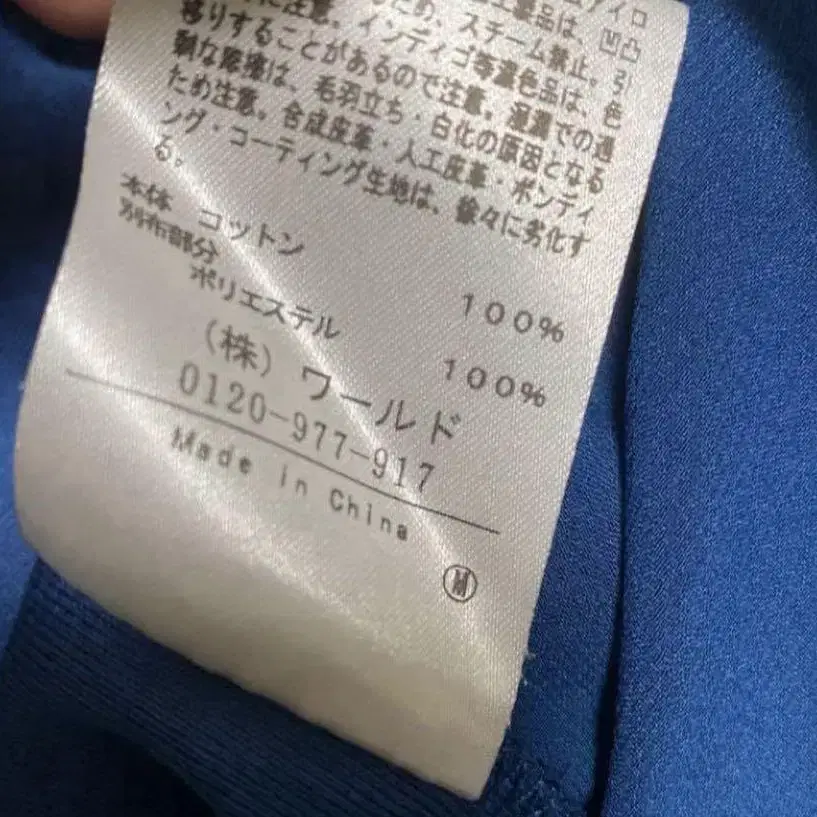 アイロ
に注意。 ため、スチーム禁止。凹凸
製品は、引
移りすることがあるので注意。インディゴ等濃色品は、色
な摩擦は、毛羽立ち・白化の原因となる
ため注意。合成皮革・人工皮革・ボンディ
ング・コーティング生地は、徐々に劣化す
る。
本体 コットン 100%
別布部分
ポリエステル 100%
(株) ワールド
0120-977-917
Made in China
M